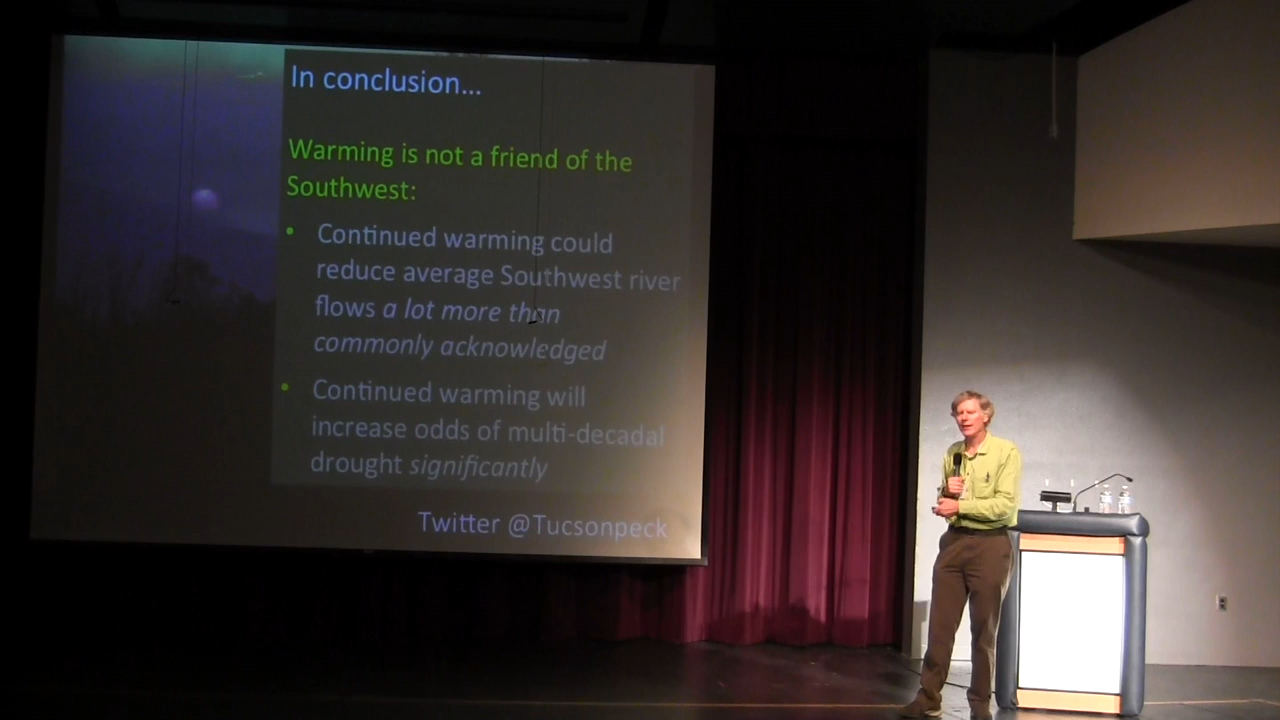 In conclusion...
Warming is not a friend of the
Southwest:
• Continued warming could
reduce average Southwest river
flows a lot more than
commonly acknowledged
• Continued warming will
increase odds of multi-decadal
drought significantly
Twitter @Tucsonpeck